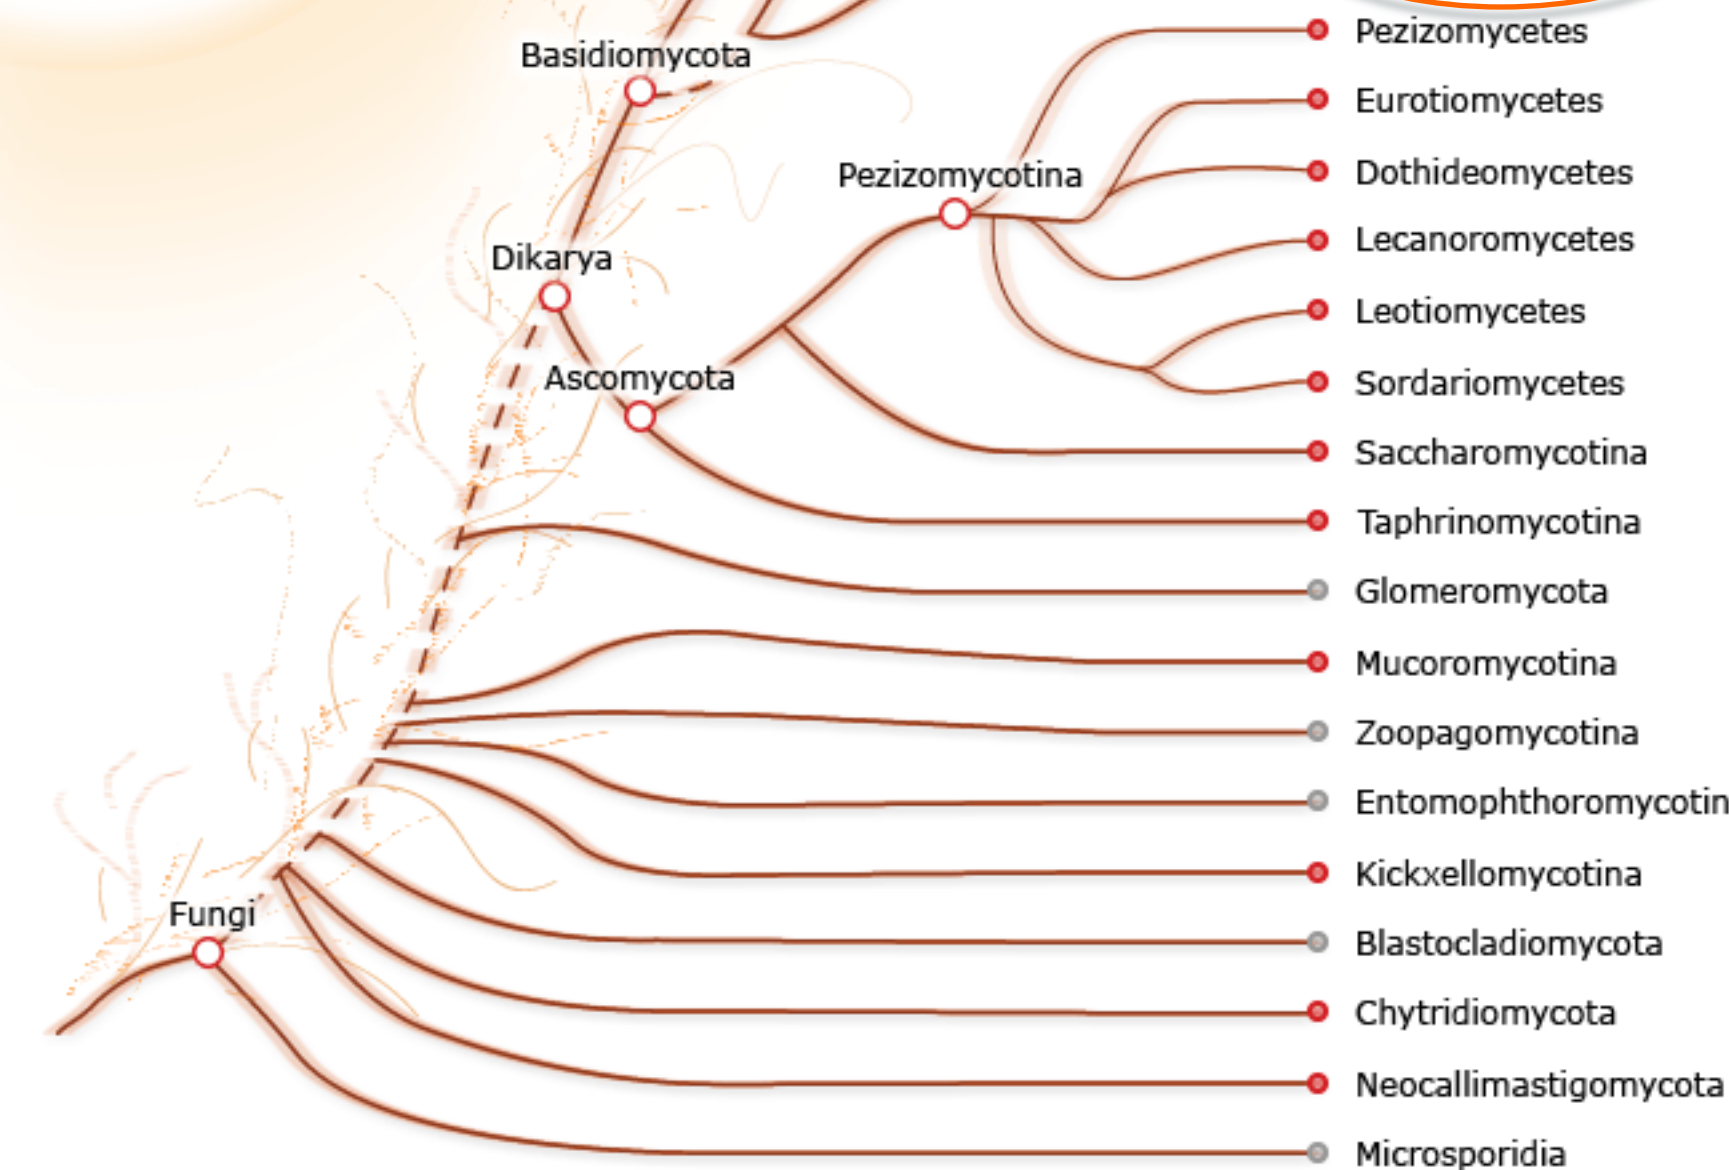 Basidiomycota
Pezizomycotina
Dikarya
Ascomycota
Fungi
Pezizomycetes
Eurotiomycetes
Dothideomycetes
Lecanoromycetes
Leotiomycetes
Sordariomycetes
Saccharomycotina
Taphrinomycotina
Glomeromycota
Mucoromycotina
Zoopagomycotina
Entomophthoromycotin
Kickxellomycotina
Blastocladiomycota
Chytridiomycota
Neocallimastigomycota
Microsporidia